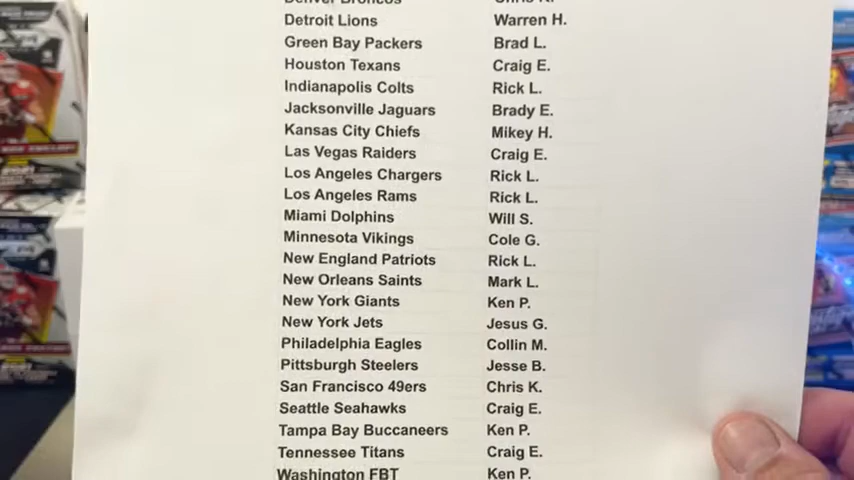 Denver Broncos Chris K.
Detroit Lions Warren H.
Green Bay Packers Brad L.
Houston Texans Craig E.
Indianapolis Colts Rick L.
Jacksonville Jaguars Brady E.
Kansas City Chiefs Mikey H.
Las Vegas Raiders Craig E.
Los Angeles Chargers Rick L.
Los Angeles Rams Rick L.
Miami Dolphins Will S.
Minnesota Vikings Cole G.
New England Patriots Rick L.
New Orleans Saints Mark L.
New York Giants Ken P.
New York Jets Jesus G.
Philadelphia Eagles Collin M.
Pittsburgh Steelers Jesse B.
San Francisco 49ers Chris K.
Seattle Seahawks Craig E.
Tampa Bay Buccaneers Ken P.
Tennessee Titans Craig E.
Washington FBT Ken P.